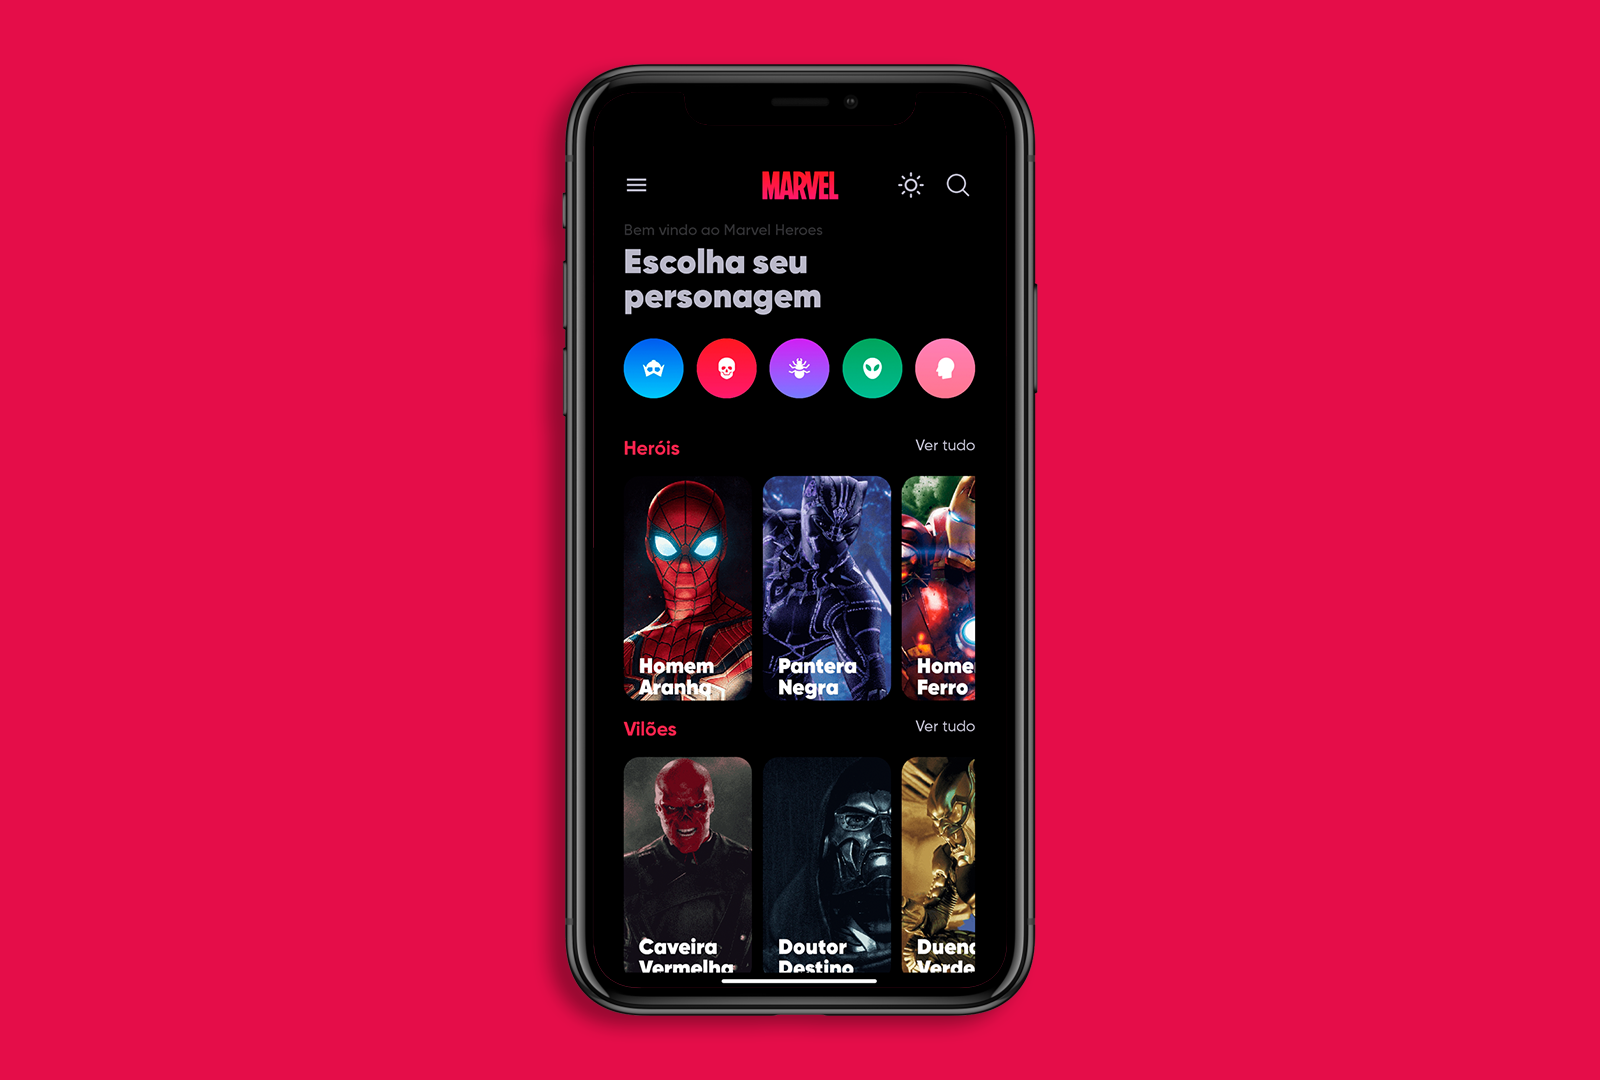 MARVEL
Bem vindo ao Marvel Heroes
Escolha seu
personagem
Heróis
Ver tudo
Homem
Aranha
Pantera
Negra
Home
Ferro
Vilões
Ver tudo
Caveira
Vermelha
Doutor
Destino
Duend
Verde